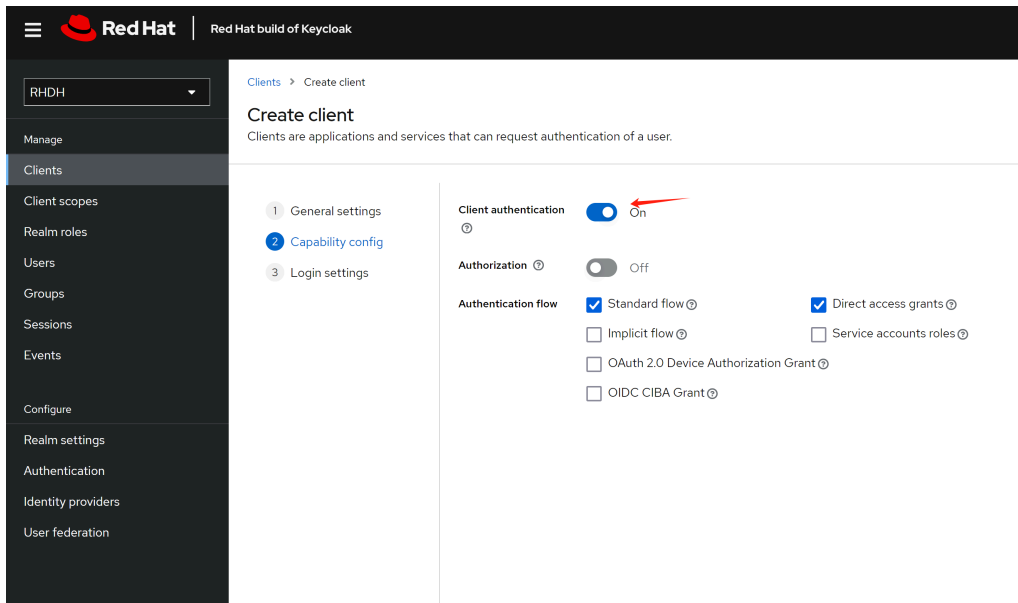 Red Hat
Red Hat build of Keycloak
RHDH
Manage
Clients
Client scopes
Realm roles
Users
Groups
Sessions
Events
Configure
Realm settings
Authentication
Identity providers
User federation
Clients > Create client
Create client
Clients are applications and services that can request authentication of a user.
1 General settings
2 Capability config
3 Login settings
Client authentication
On
Authorization
Off
Authentication flow
Standard flow
Direct access grants
Implicit flow
Service accounts roles
OAuth 2.0 Device Authorization Grant
OIDC CIBA Grant